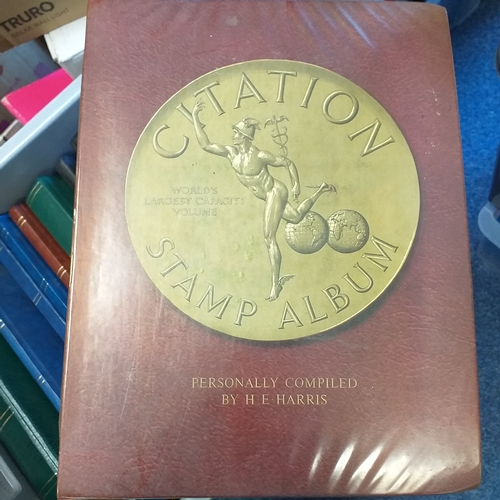 TRURO
CITATION
WORLD'S
LARGEST CAPACITY
VOLUME
STAMP ALBUM
PERSONALLY COMPILED
BY H·E·HARRIS